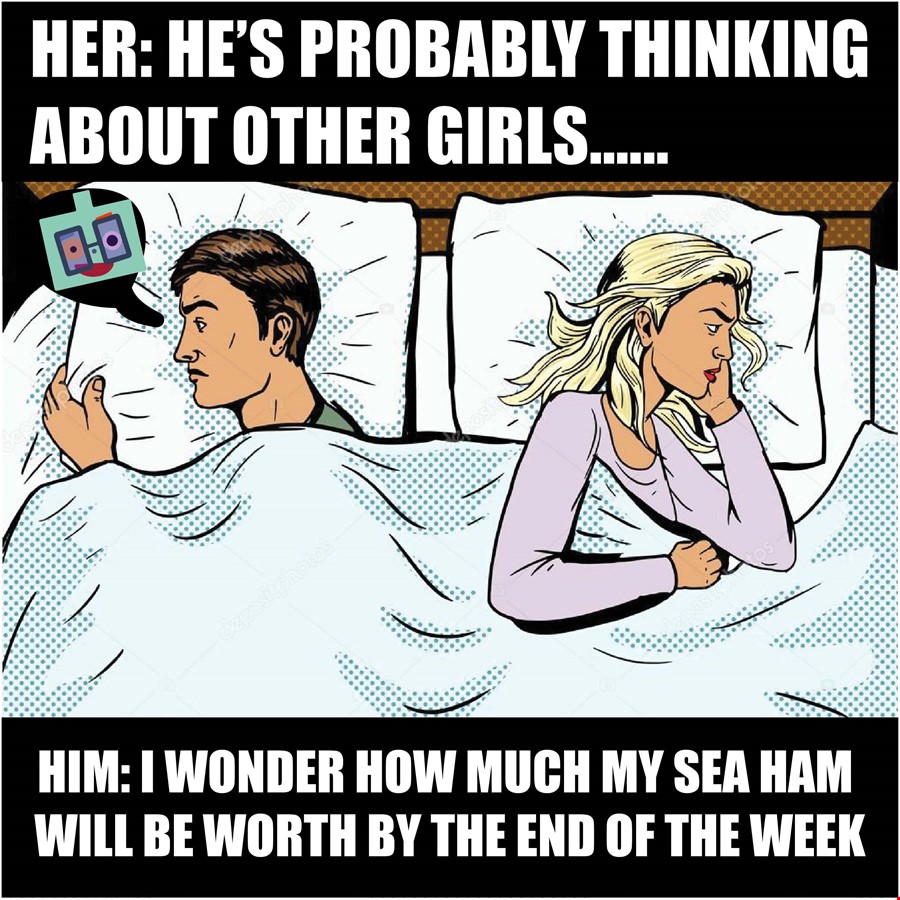 HER: HE'S PROBABLY THINKING
ABOUT OTHER GIRLS......
HIM: I WONDER HOW MUCH MY SEA HAM
WILL BE WORTH BY THE END OF THE WEEK